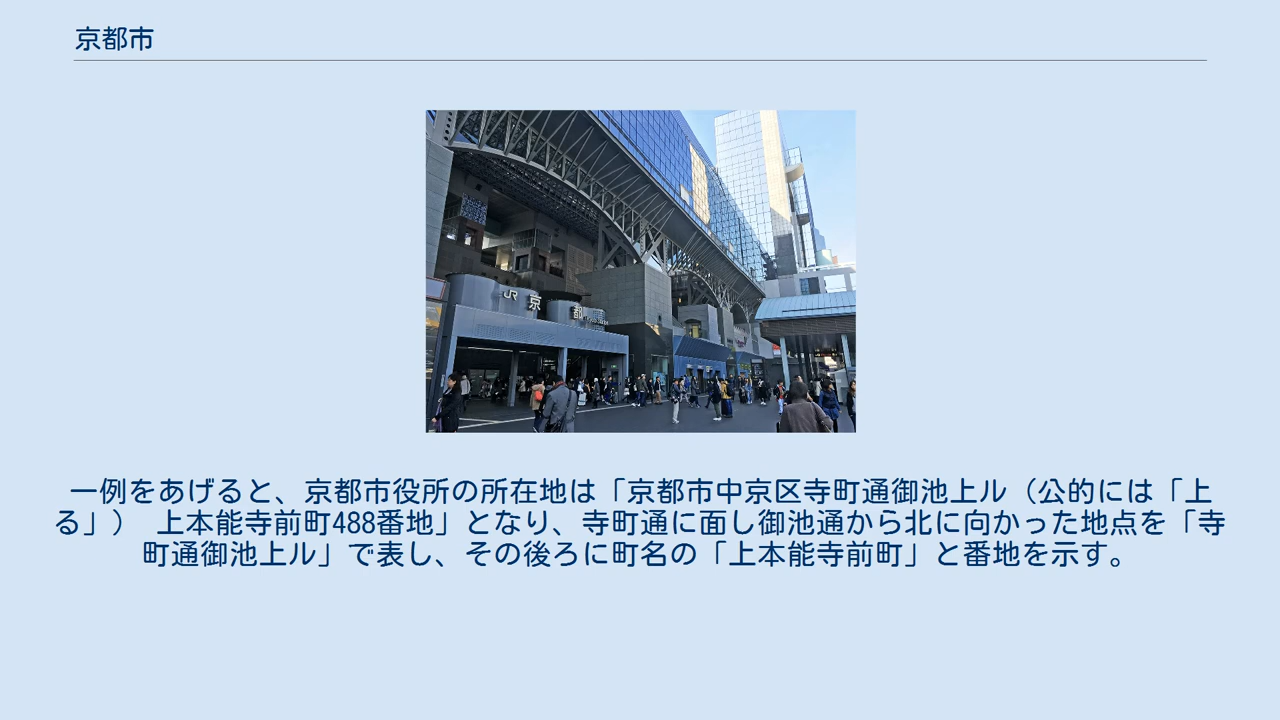 京都市
JR 京都駅
一例をあげると、京都市役所の所在地は「京都市中京区寺町通御池上ル（公的には「上
る」） 上本能寺前町488番地」となり、寺町通に面し御池通から北に向かった地点を「寺
町通御池上ル」で表し、その後ろに町名の「上本能寺前町」と番地を示す。